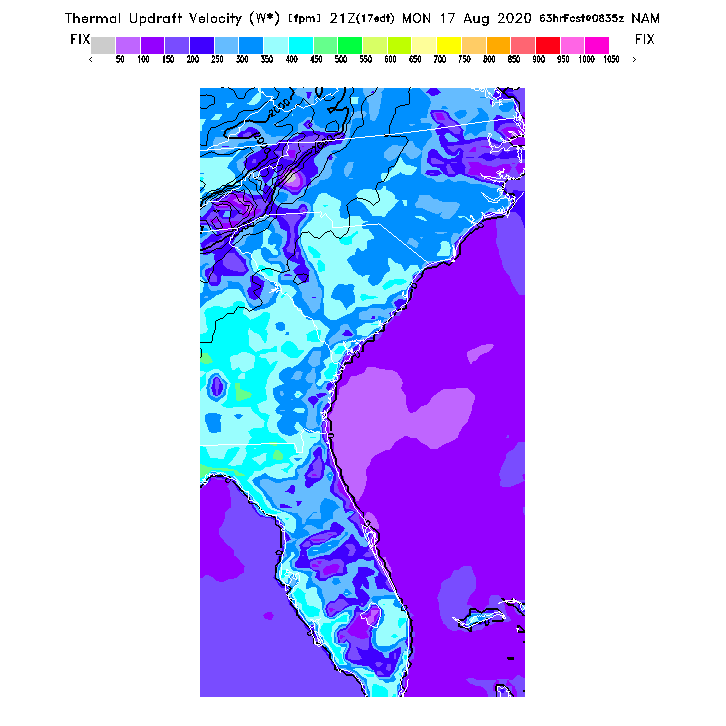 Thermal Updraft Velocity (W*) [fpm] 21Z(17edt) MON 17 Aug 2020 63hrFcst@0835z NAM
FIX FIX
< 50 100 150 200 250 300 350 400 450 500 550 600 650 700 750 800 850 900 950 1000 1050 >
2000